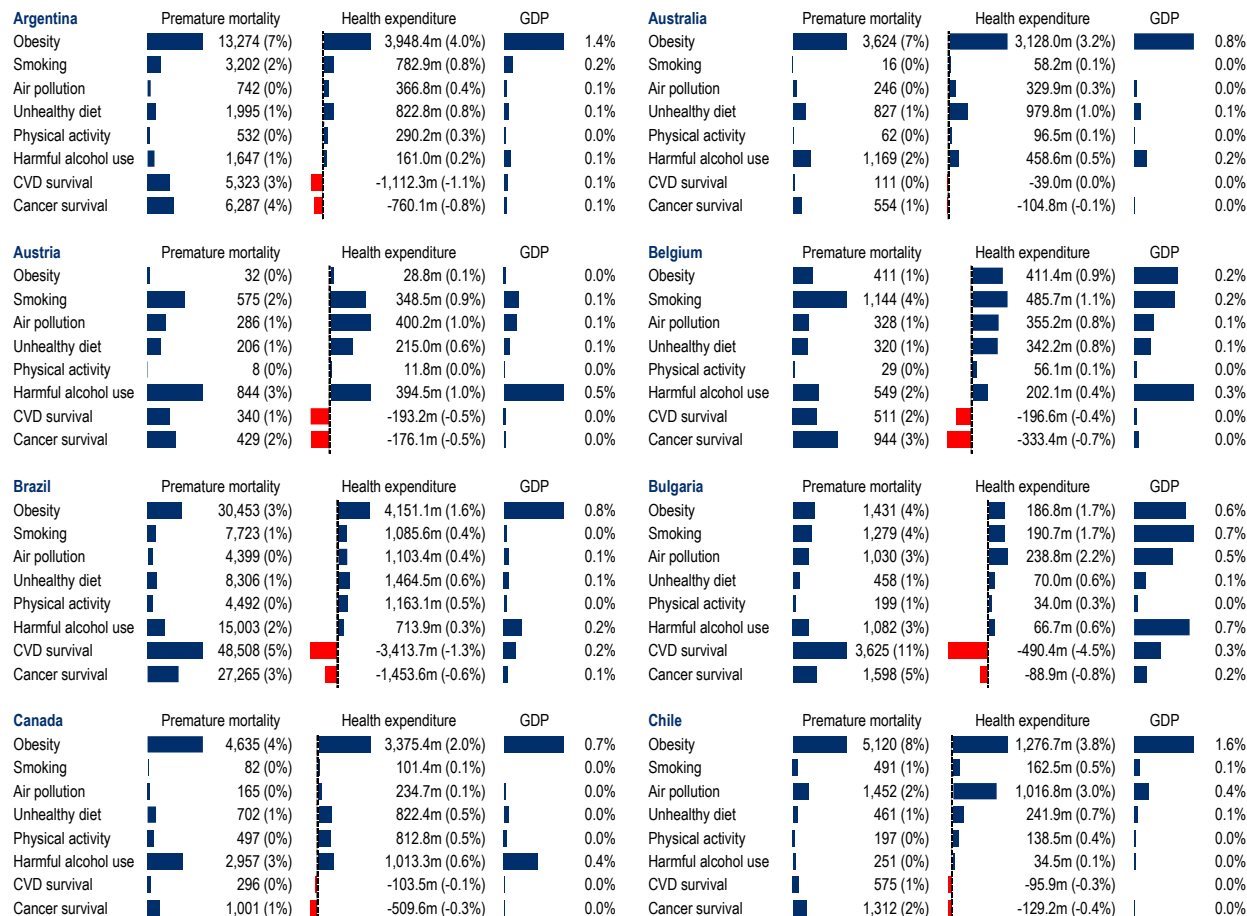 Argentina Premature mortality Health expenditure GDP
Obesity 13,274 (7%) 3,948.4m (4.0%) 1.4%
Smoking 3,202 (2%) 782.9m (0.8%) 0.2%
Air pollution 742 (0%) 366.8m (0.4%) 0.1%
Unhealthy diet 1,995 (1%) 822.8m (0.8%) 0.1%
Physical activity 532 (0%) 290.2m (0.3%) 0.0%
Harmful alcohol use 1,647 (1%) 161.0m (0.2%) 0.1%
CVD survival 5,323 (3%) -1,112.3m (-1.1%) 0.1%
Cancer survival 6,287 (4%) -760.1m (-0.8%) 0.1%
Australia Premature mortality Health expenditure GDP
Obesity 3,624 (7%) 3,128.0m (3.2%) 0.8%
Smoking 16 (0%) 58.2m (0.1%) 0.0%
Air pollution 246 (0%) 329.9m (0.3%) 0.0%
Unhealthy diet 827 (1%) 979.8m (1.0%) 0.1%
Physical activity 62 (0%) 96.5m (0.1%) 0.0%
Harmful alcohol use 1,169 (2%) 458.6m (0.5%) 0.2%
CVD survival 111 (0%) -39.0m (0.0%) 0.0%
Cancer survival 554 (1%) -104.8m (-0.1%) 0.0%
Austria Premature mortality Health expenditure GDP
Obesity 32 (0%) 28.8m (0.1%) 0.0%
Smoking 575 (2%) 348.5m (0.9%) 0.1%
Air pollution 286 (1%) 400.2m (1.0%) 0.1%
Unhealthy diet 206 (1%) 215.0m (0.6%) 0.1%
Physical activity 8 (0%) 11.8m (0.0%) 0.0%
Harmful alcohol use 844 (3%) 394.5m (1.0%) 0.5%
CVD survival 340 (1%) -193.2m (-0.5%) 0.0%
Cancer survival 429 (2%) -176.1m (-0.5%) 0.0%
Belgium Premature mortality Health expenditure GDP
Obesity 411 (1%) 411.4m (0.9%) 0.2%
Smoking 1,144 (4%) 485.7m (1.1%) 0.2%
Air pollution 328 (1%) 355.2m (0.8%) 0.1%
Unhealthy diet 320 (1%) 342.2m (0.8%) 0.1%
Physical activity 29 (0%) 56.1m (0.1%) 0.0%
Harmful alcohol use 549 (2%) 202.1m (0.4%) 0.3%
CVD survival 511 (2%) -196.6m (-0.4%) 0.0%
Cancer survival 944 (3%) -333.4m (-0.7%) 0.0%
Brazil Premature mortality Health expenditure GDP
Obesity 30,453 (3%) 4,151.1m (1.6%) 0.8%
Smoking 7,723 (1%) 1,085.6m (0.4%) 0.0%
Air pollution 4,399 (0%) 1,103.4m (0.4%) 0.1%
Unhealthy diet 8,306 (1%) 1,464.5m (0.6%) 0.1%
Physical activity 4,492 (0%) 1,163.1m (0.5%) 0.0%
Harmful alcohol use 15,003 (2%) 713.9m (0.3%) 0.2%
CVD survival 48,508 (5%) -3,413.7m (-1.3%) 0.2%
Cancer survival 27,265 (3%) -1,453.6m (-0.6%) 0.1%
Bulgaria Premature mortality Health expenditure GDP
Obesity 1,431 (4%) 186.8m (1.7%) 0.6%
Smoking 1,279 (4%) 190.7m (1.7%) 0.7%
Air pollution 1,030 (3%) 238.8m (2.2%) 0.5%
Unhealthy diet 458 (1%) 70.0m (0.6%) 0.1%
Physical activity 199 (1%) 34.0m (0.3%) 0.0%
Harmful alcohol use 1,082 (3%) 66.7m (0.6%) 0.7%
CVD survival 3,625 (11%) -490.4m (-4.5%) 0.3%
Cancer survival 1,598 (5%) -88.9m (-0.8%) 0.2%
Canada Premature mortality Health expenditure GDP
Obesity 4,635 (4%) 3,375.4m (2.0%) 0.7%
Smoking 82 (0%) 101.4m (0.1%) 0.0%
Air pollution 165 (0%) 234.7m (0.1%) 0.0%
Unhealthy diet 702 (1%) 822.4m (0.5%) 0.0%
Physical activity 497 (0%) 812.8m (0.5%) 0.0%
Harmful alcohol use 2,957 (3%) 1,013.3m (0.6%) 0.4%
CVD survival 296 (0%) -103.5m (-0.1%) 0.0%
Cancer survival 1,001 (1%) -509.6m (-0.3%) 0.0%
Chile Premature mortality Health expenditure GDP
Obesity 5,120 (8%) 1,276.7m (3.8%) 1.6%
Smoking 491 (1%) 162.5m (0.5%) 0.1%
Air pollution 1,452 (2%) 1,016.8m (3.0%) 0.4%
Unhealthy diet 461 (1%) 241.9m (0.7%) 0.1%
Physical activity 197 (0%) 138.5m (0.4%) 0.0%
Harmful alcohol use 251 (0%) 34.5m (0.1%) 0.0%
CVD survival 575 (1%) -95.9m (-0.3%) 0.0%
Cancer survival 1,312 (2%) -129.2m (-0.4%) 0.0%